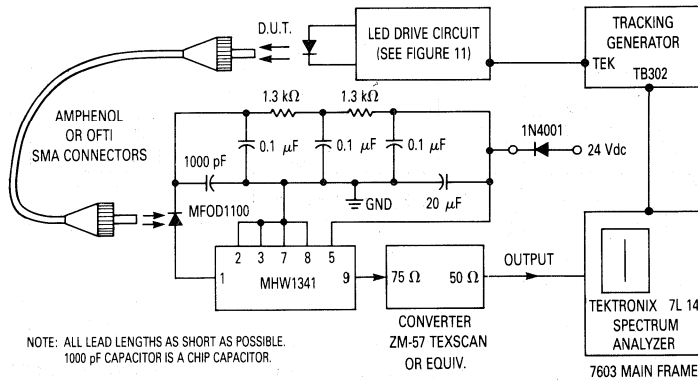 D.U.T.
LED DRIVE CIRCUIT
(SEE FIGURE 11)
TRACKING
GENERATOR
TEK
TB302
AMPHENOL
OR OFTI
SMA CONNECTORS
1.3 kΩ
1.3 kΩ
1000 pF
0.1 μF
0.1 μF
0.1 μF
1N4001
24 Vdc
MFOD1100
GND
20 μF
2 3 7 8 5
1
MHW1341
9
75 Ω
50 Ω
OUTPUT
CONVERTER
ZM-57 TEXSCAN
OR EQUIV.
TEKTRONIX 7L 14
SPECTRUM
ANALYZER
7603 MAIN FRAME
NOTE: ALL LEAD LENGTHS AS SHORT AS POSSIBLE.
1000 pF CAPACITOR IS A CHIP CAPACITOR.